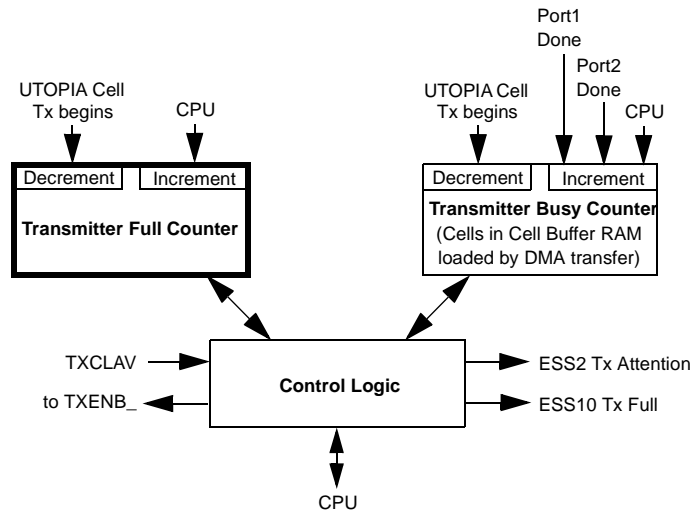 Port1
Done
Port2
Done
UTOPIA Cell
Tx begins
CPU
UTOPIA Cell
Tx begins
CPU
Decrement
Increment
Transmitter Full Counter
Decrement
Increment
Transmitter Busy Counter
(Cells in Cell Buffer RAM
loaded by DMA transfer)
TXCLAV
to TXENB_
Control Logic
ESS2 Tx Attention
ESS10 Tx Full
CPU